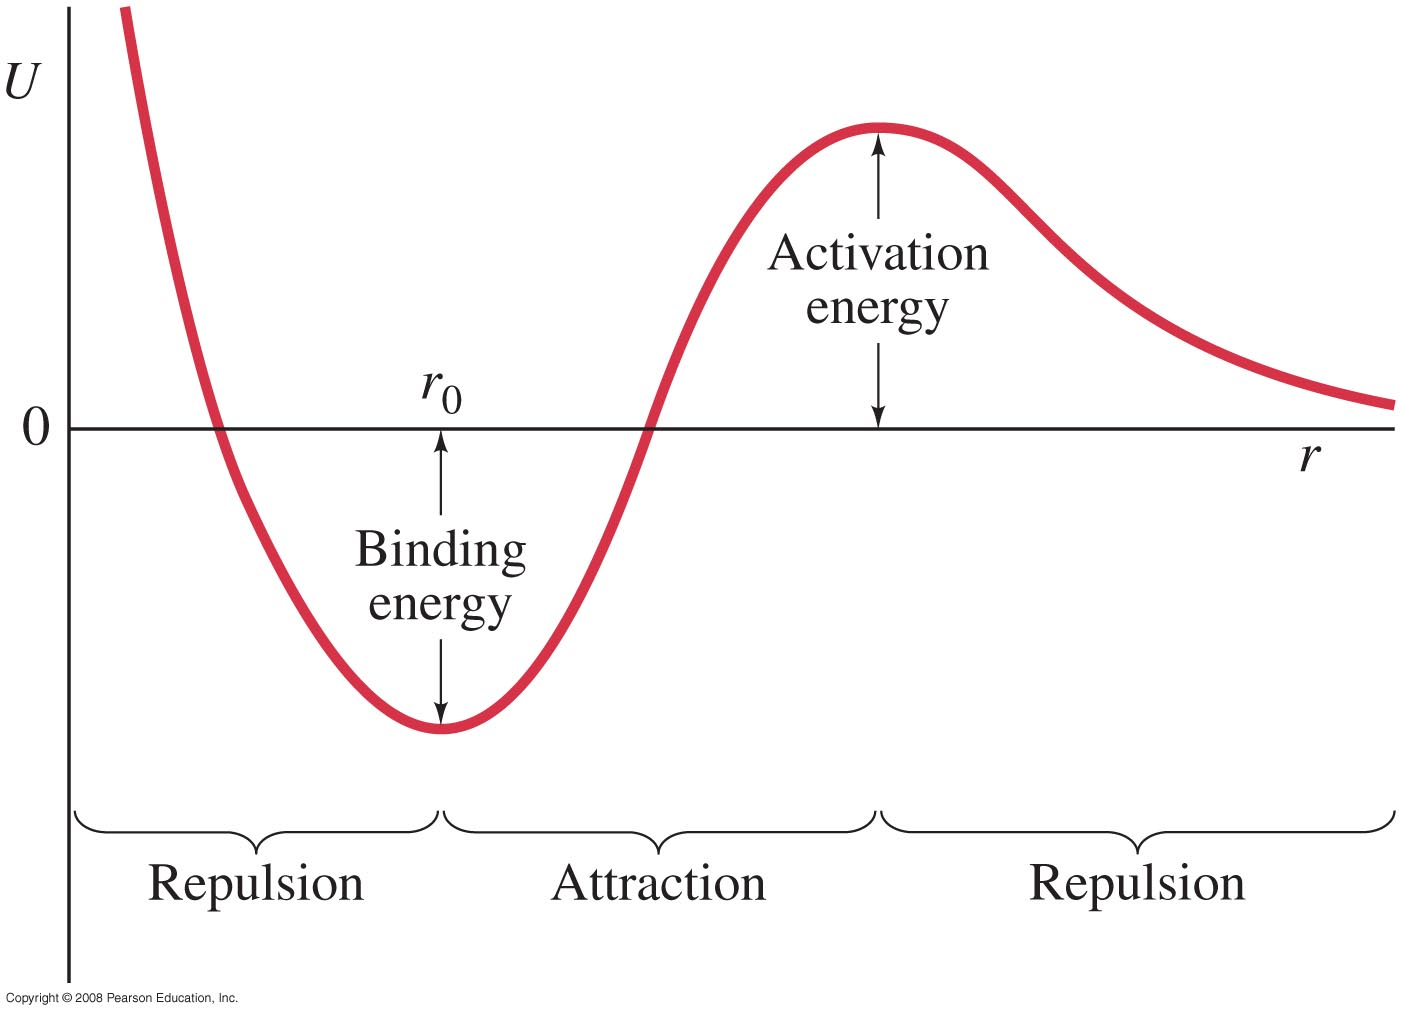 U
Activation
energy
r₀
0
r
Binding
energy
Repulsion
Attraction
Repulsion
Copyright © 2008 Pearson Education, Inc.